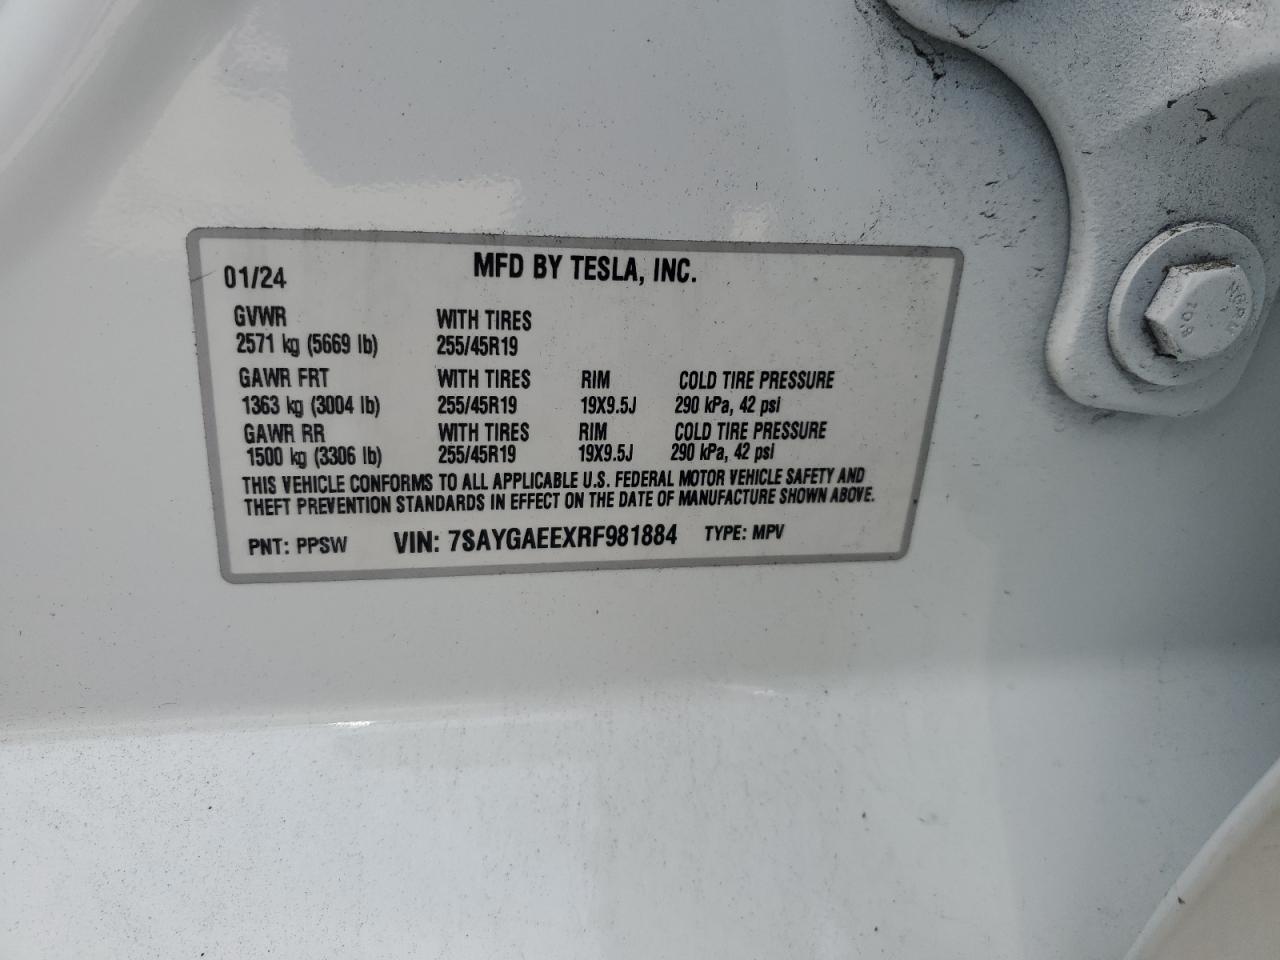 01/24 MFD BY TESLA, INC.
GVWR WITH TIRES
2571 kg (5669 lb) 255/45R19
GAWR FRT WITH TIRES RIM COLD TIRE PRESSURE
1363 kg (3004 lb) 255/45R19 19X9.5J 290 kPa, 42 psi
GAWR RR WITH TIRES RIM COLD TIRE PRESSURE
1500 kg (3306 lb) 255/45R19 19X9.5J 290 kPa, 42 psi
THIS VEHICLE CONFORMS TO ALL APPLICABLE U.S. FEDERAL MOTOR VEHICLE SAFETY AND
THEFT PREVENTION STANDARDS IN EFFECT ON THE DATE OF MANUFACTURE SHOWN ABOVE.
PNT: PPSW VIN: 7SAYGAEEXRF981884 TYPE: MPV